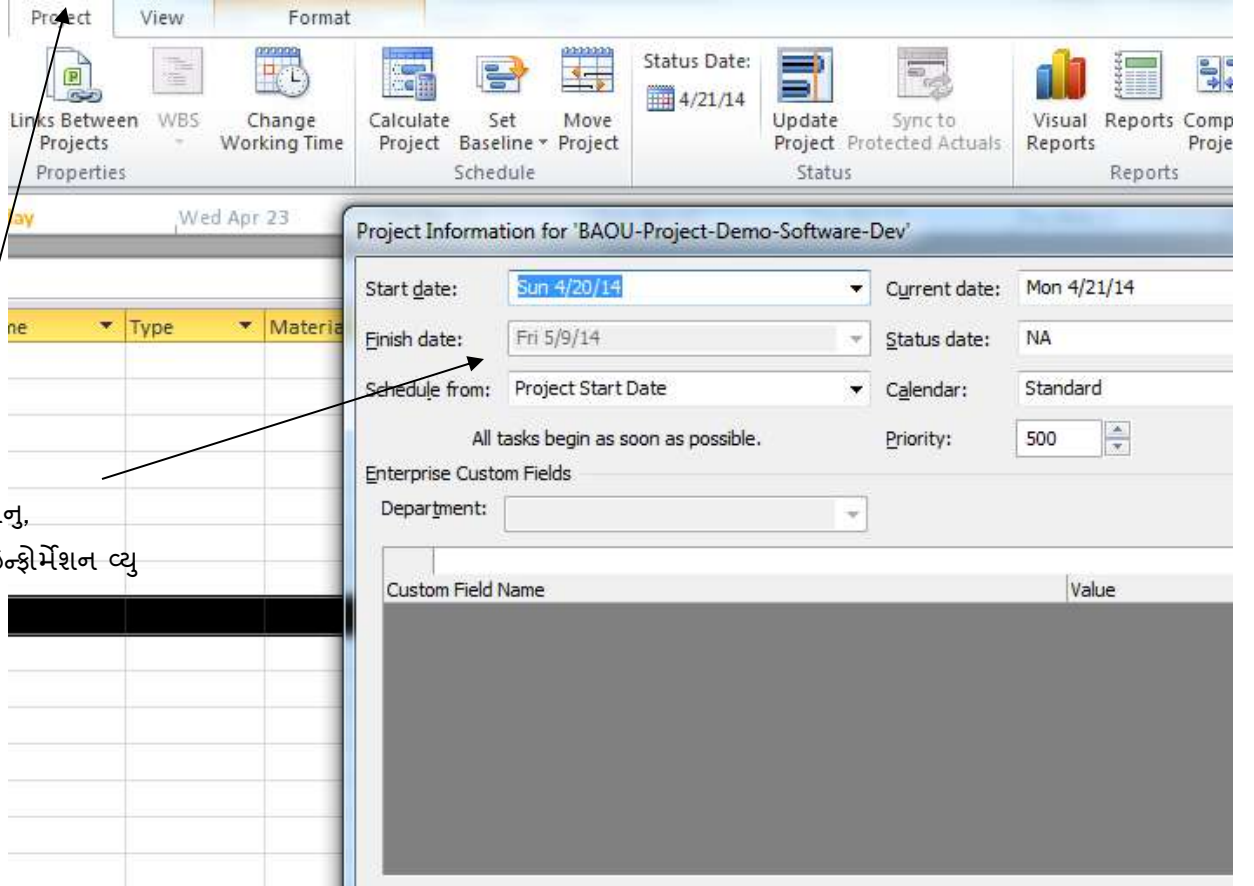 Project View Format
Links Between Projects WBS Change Working Time Calculate Project Set Baseline Move Project Status Date: 4/21/14 Update Project Sync to Protected Actuals Visual Reports Reports
Properties Schedule Status Reports
Wed Apr 23
Project Information for 'BAOU-Project-Demo-Software-Dev'
Start date: Sun 4/20/14 Current date: Mon 4/21/14
Type
Finish date: Fri 5/9/14 Status date: NA
Schedule from: Project Start Date Calendar: Standard
All tasks begin as soon as possible. Priority: 500
Enterprise Custom Fields
Department:
વ્યુ
Custom Field Name Value